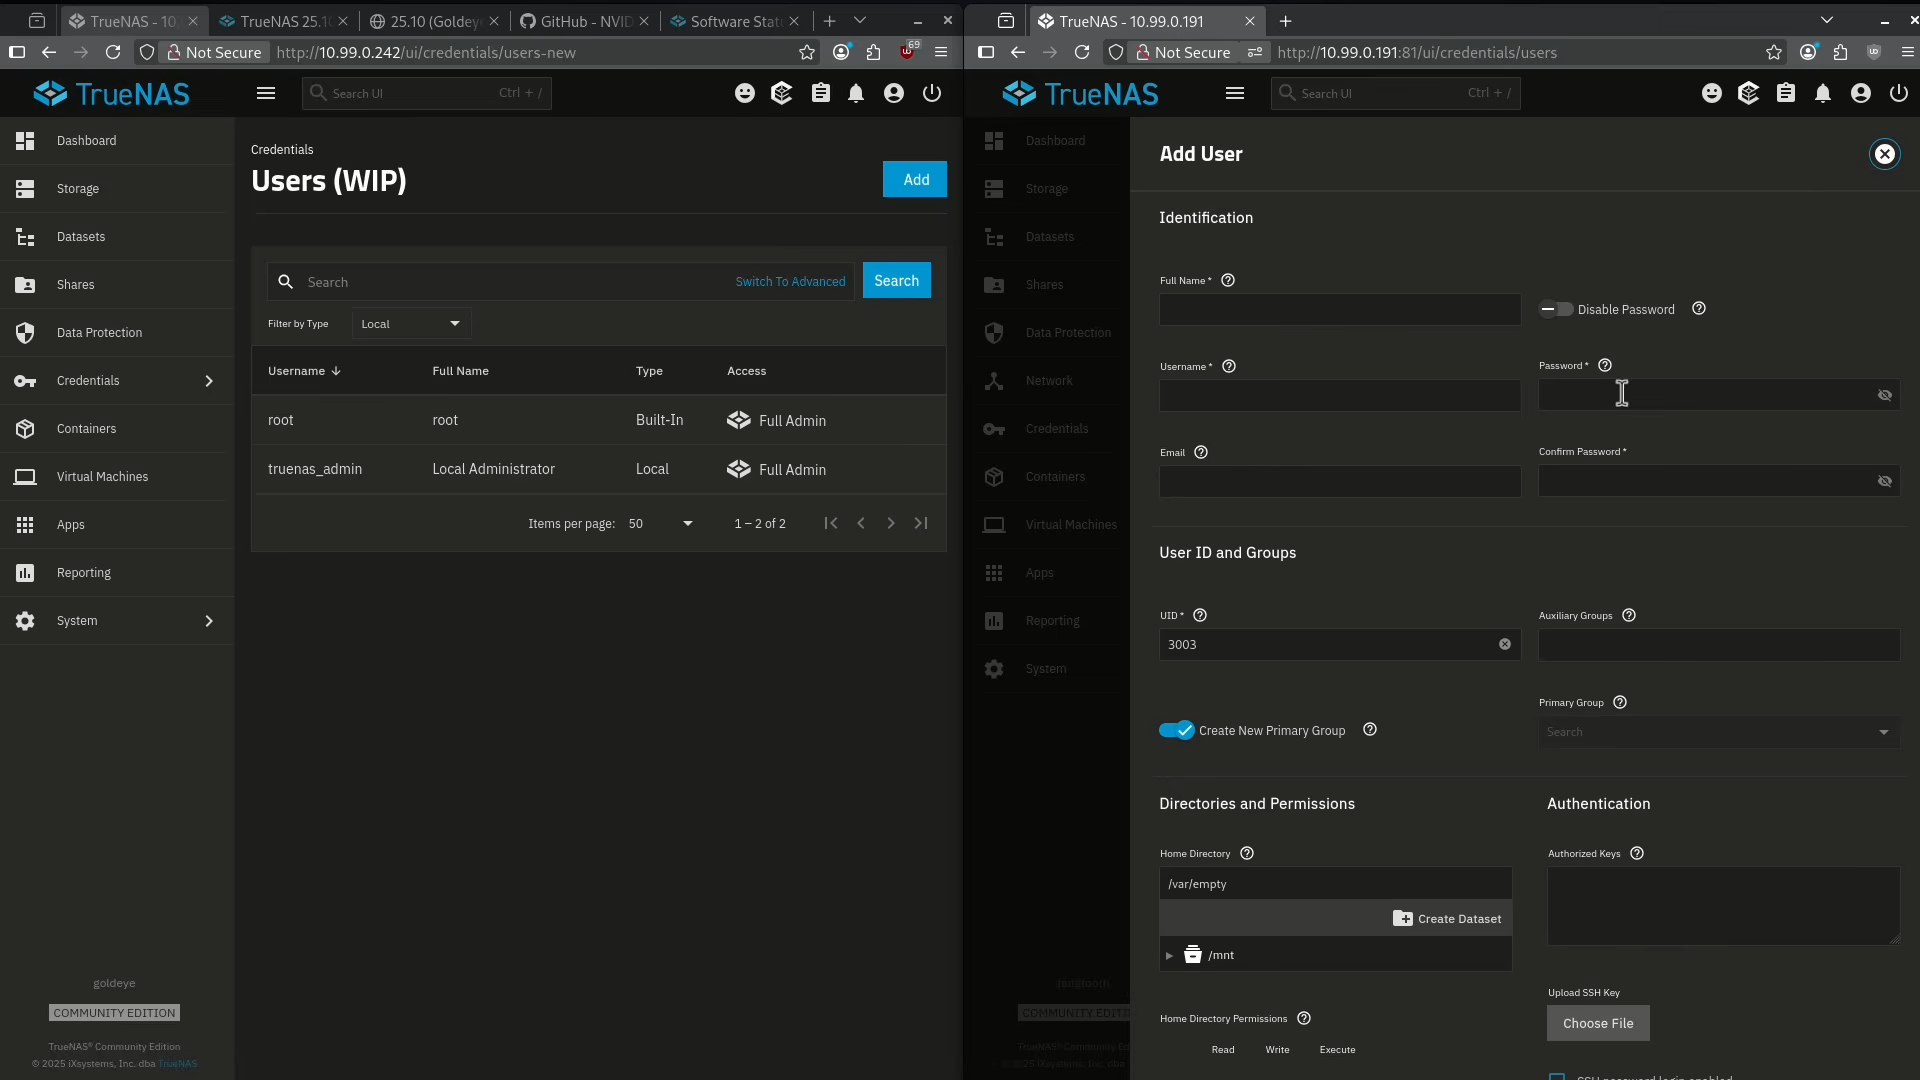 TrueNAS - 10.
TrueNAS 25.10
25.10 (Goldeye
GitHub - NVID
Software Stat
Not Secure
http://10.99.0.242/ui/credentials/users-new
69
TrueNAS
Search UI
Ctrl + /
Dashboard
Storage
Datasets
Shares
Data Protection
Credentials
Containers
Virtual Machines
Apps
Reporting
System
goldeye
COMMUNITY EDITION
TrueNAS® Community Edition
© 2025 iXsystems, Inc. dba TrueNAS
Credentials
Users (WIP)
Add
Search
Switch To Advanced
Search
Filter by Type
Local
Username
Full Name
Type
Access
root
root
Built-In
Full Admin
truenas_admin
Local Administrator
Local
Full Admin
Items per page:
50
1 – 2 of 2
TrueNAS - 10.99.0.191
Not Secure
http://10.99.0.191:81/ui/credentials/users
TrueNAS
Search UI
Ctrl + /
Dashboard
Storage
Datasets
Shares
Data Protection
Network
Credentials
Containers
Virtual Machines
Apps
Reporting
System
COMMUNITY EDITI
Add User
Identification
Full Name *
Disable Password
Username *
Password *
Email
Confirm Password *
User ID and Groups
UID *
3003
Auxiliary Groups
Create New Primary Group
Primary Group
Search
Directories and Permissions
Authentication
Home Directory
/var/empty
Create Dataset
/mnt
Authorized Keys
Upload SSH Key
Choose File
Home Directory Permissions
Read
Write
Execute
SSH password login enabled